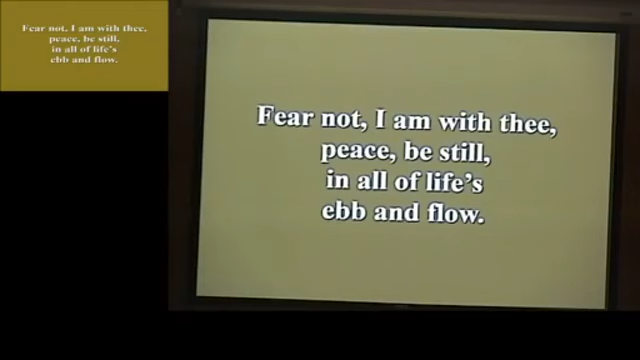 Fear not, I am with thee,
peace, be still,
in all of life's
ebb and flow.
Fear not, I am with thee,
peace, be still,
in all of life’s
ebb and flow.